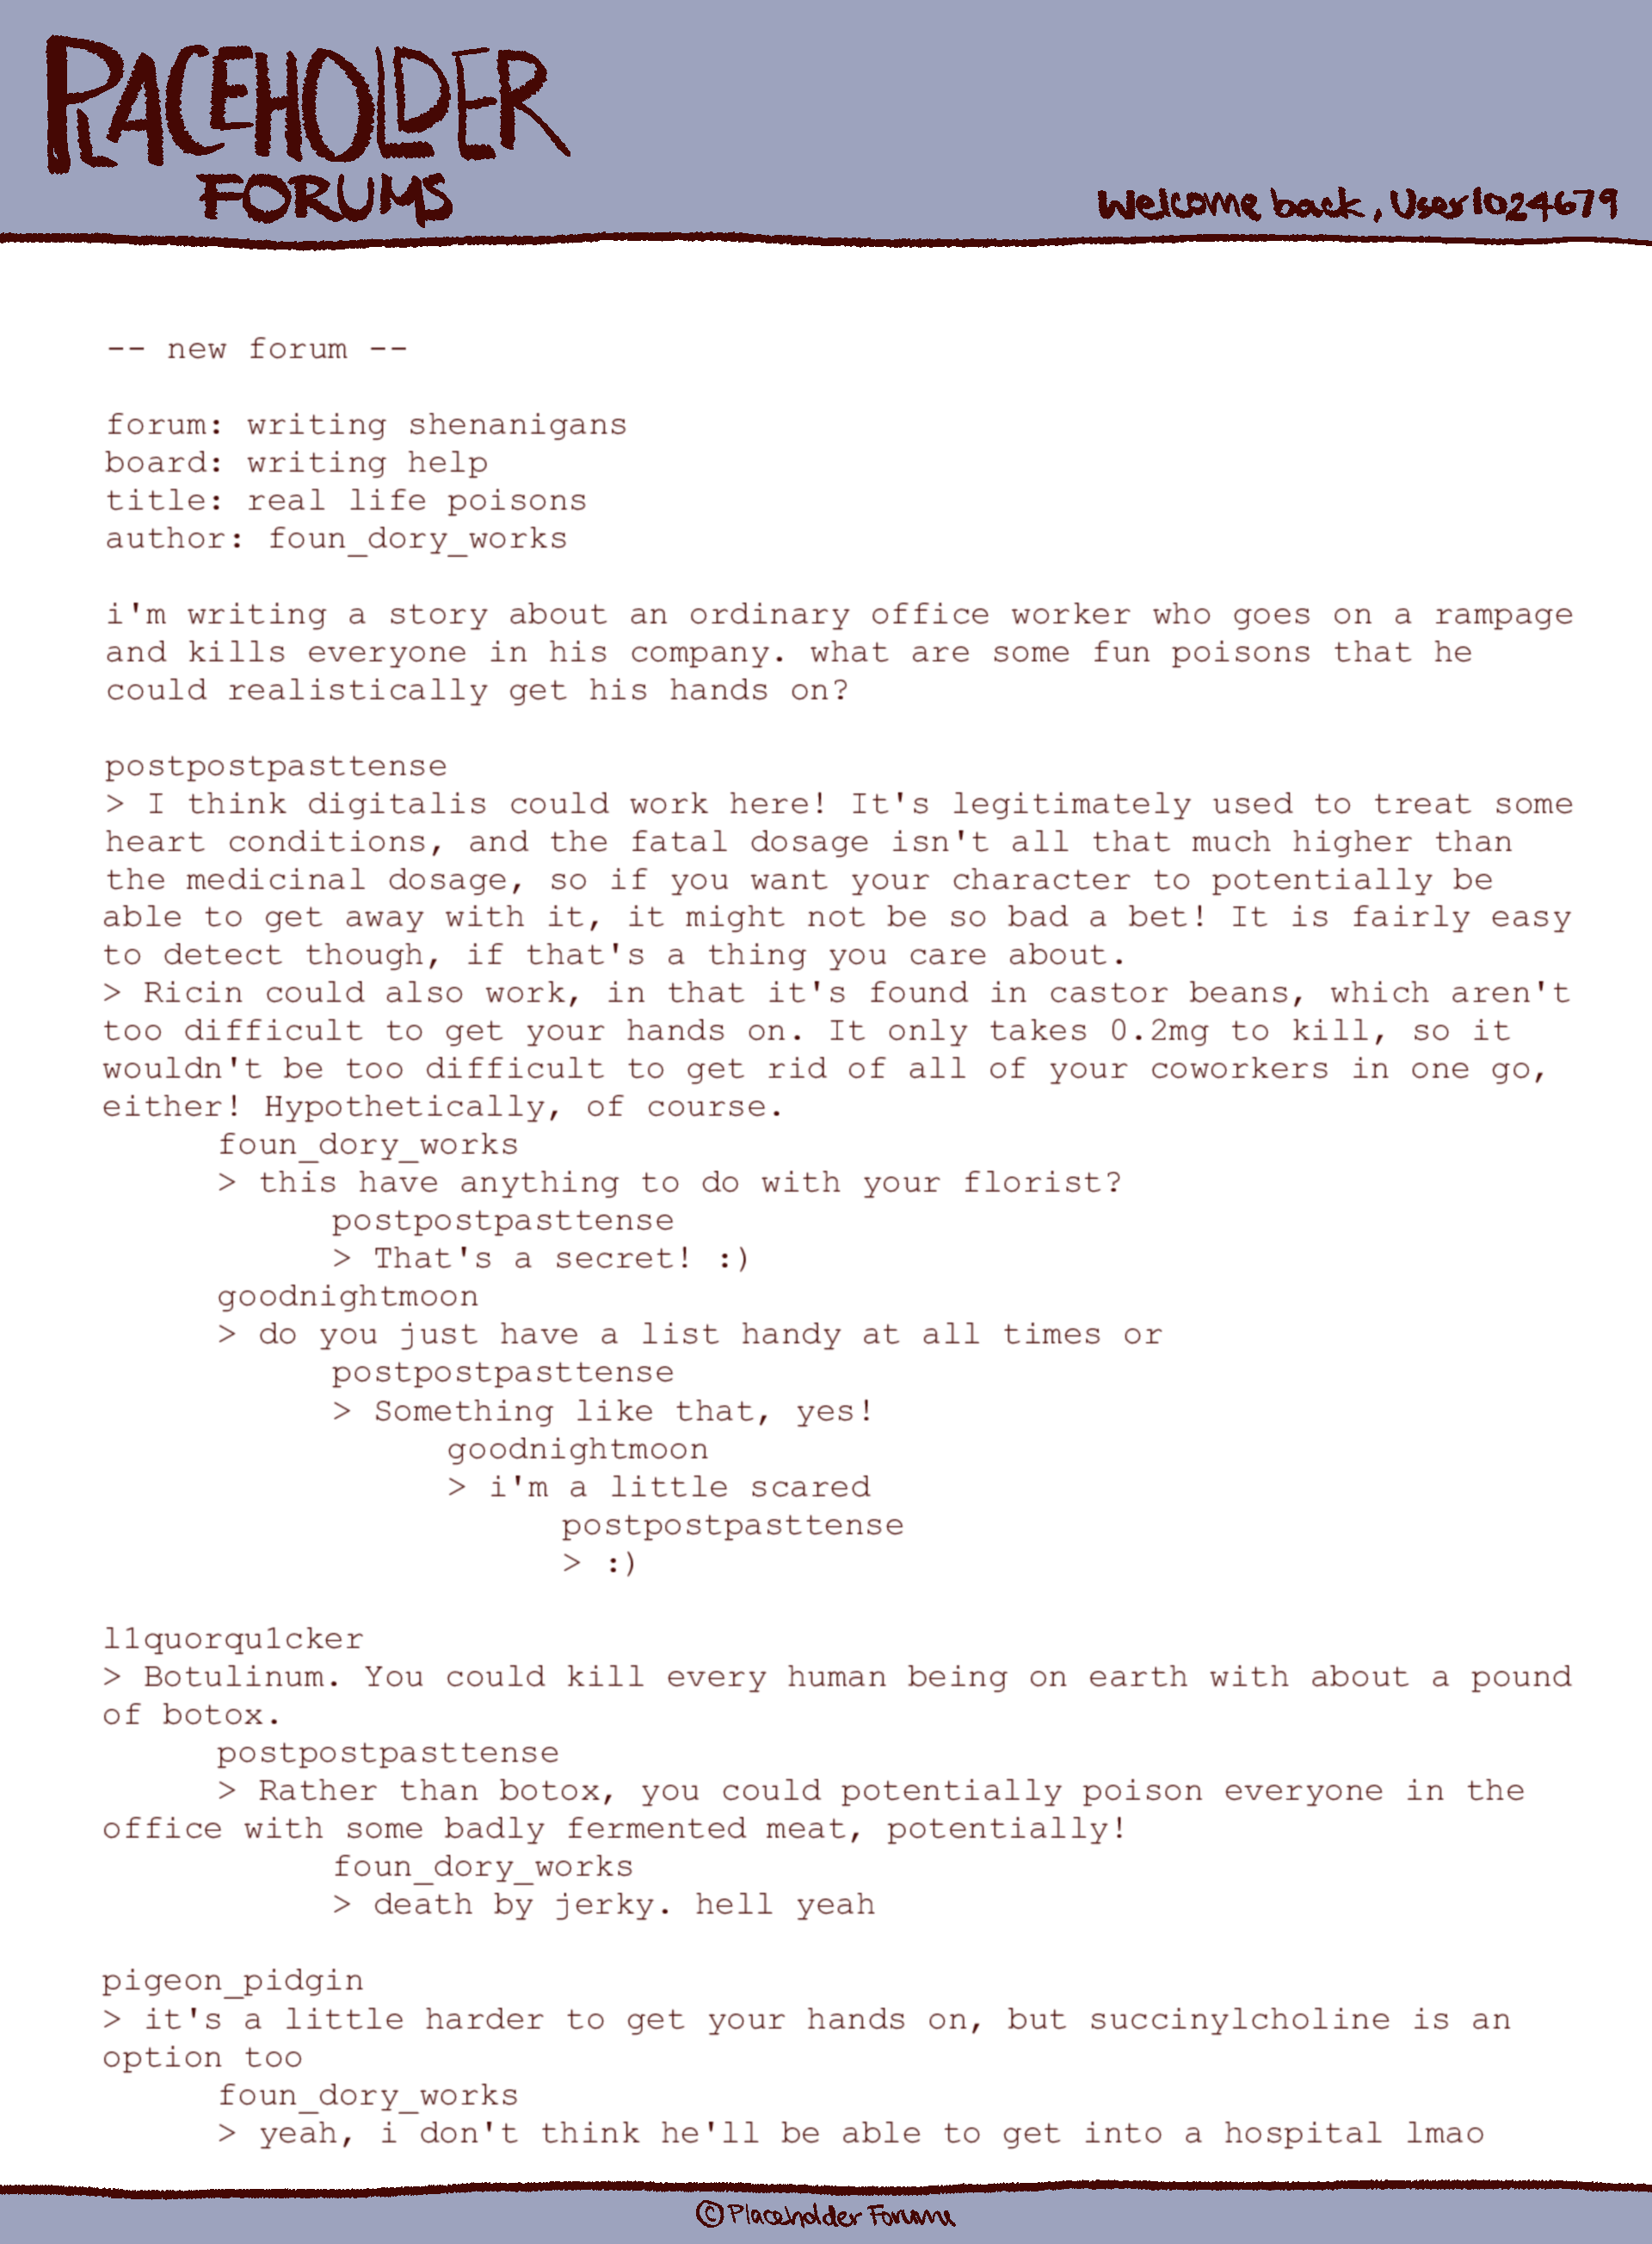 PLACEHOLDER
FORUMS
Welcome back, User1024679
-- new forum --
forum: writing shenanigans
board: writing help
title: real life poisons
author: foun_dory_works
i'm writing a story about an ordinary office worker who goes on a rampage
and kills everyone in his company. what are some fun poisons that he
could realistically get his hands on?
postpostpasttense
> I think digitalis could work here! It's legitimately used to treat some
heart conditions, and the fatal dosage isn't all that much higher than
the medicinal dosage, so if you want your character to potentially be
able to get away with it, it might not be so bad a bet! It is fairly easy
to detect though, if that's a thing you care about.
> Ricin could also work, in that it's found in castor beans, which aren't
too difficult to get your hands on. It only takes 0.2mg to kill, so it
wouldn't be too difficult to get rid of all of your coworkers in one go,
either! Hypothetically, of course.
foun_dory_works
> this have anything to do with your florist?
postpostpasttense
> That's a secret! :)
goodnightmoon
> do you just have a list handy at all times or
postpostpasttense
> Something like that, yes!
goodnightmoon
> i'm a little scared
postpostpasttense
> :)
l1quorqu1cker
> Botulinum. You could kill every human being on earth with about a pound
of botox.
postpostpasttense
> Rather than botox, you could potentially poison everyone in the
office with some badly fermented meat, potentially!
foun_dory_works
> death by jerky. hell yeah
pigeon_pidgin
> it's a little harder to get your hands on, but succinylcholine is an
option too
foun_dory_works
> yeah, i don't think he'll be able to get into a hospital lmao
© Placeholder Forums